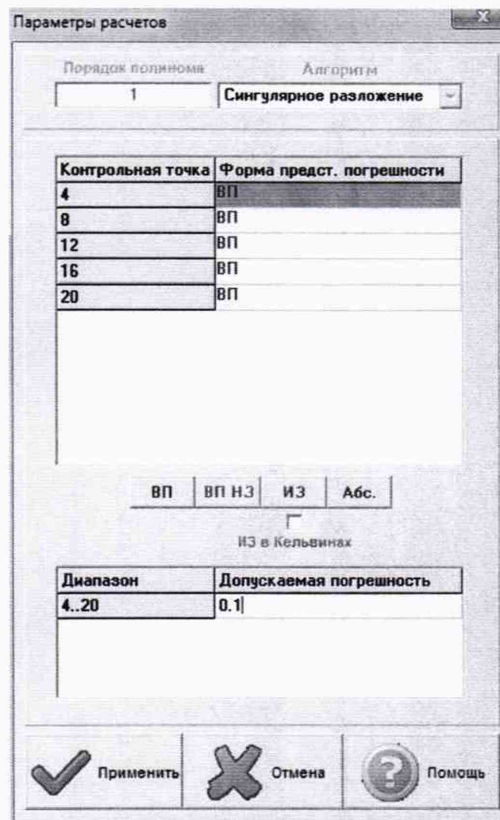 Параметры расчетов
Порядок полинома Алгоритм
1 Сингулярное разложение
Контрольная точка Форма предст. погрешности
4 ВП
8 ВП
12 ВП
16 ВП
20 ВП
ВП ВП НЗ ИЗ Абс.
ИЗ в Кельвинах
Диапазон Допускаемая погрешность
4..20 0.1
Применить Отмена ? Помощь